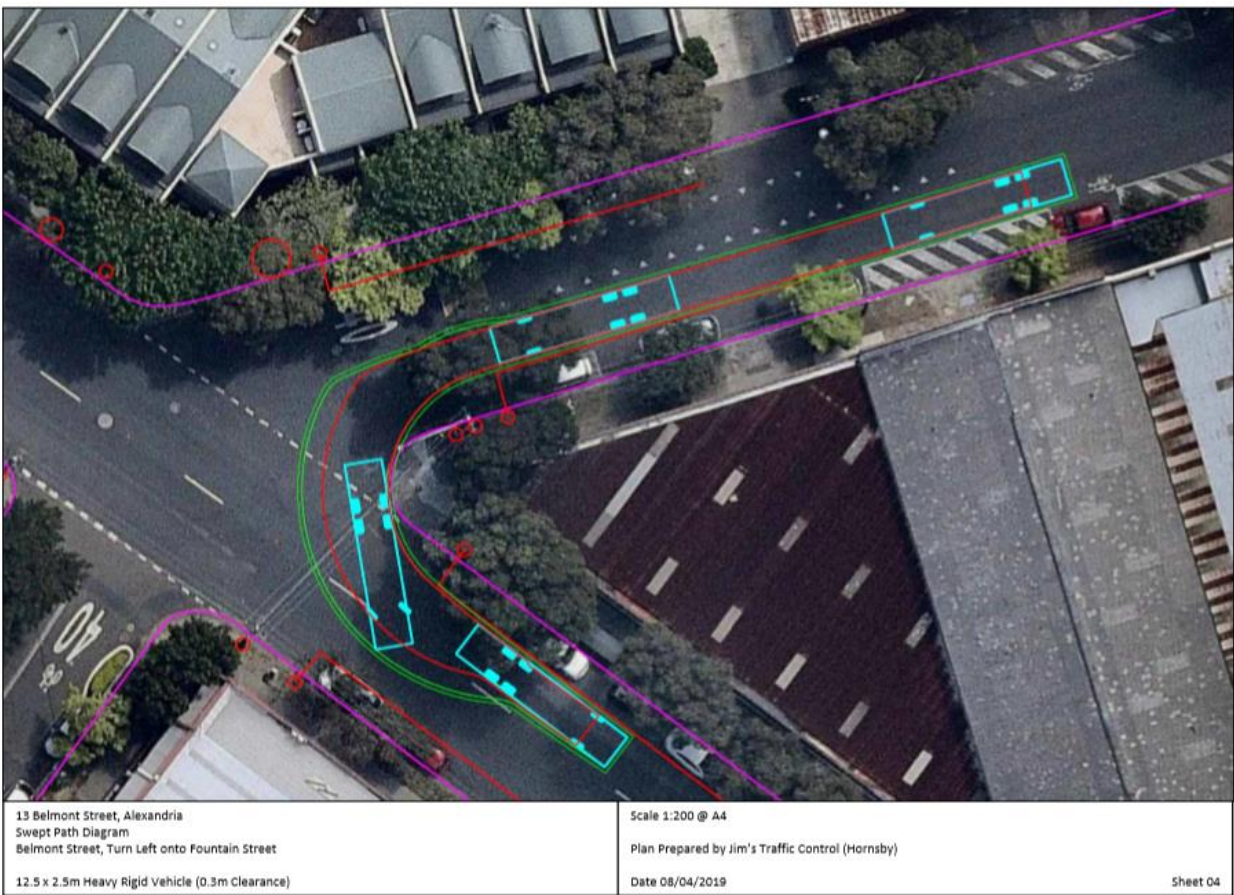 40
13 Belmont Street, Alexandria
Swept Path Diagram
Belmont Street, Turn Left onto Fountain Street
12.5 x 2.5m Heavy Rigid Vehicle (0.3m Clearance)
Scale 1:200 @ A4
Plan Prepared by Jim's Traffic Control (Hornsby)
Date 08/04/2019
Sheet 04